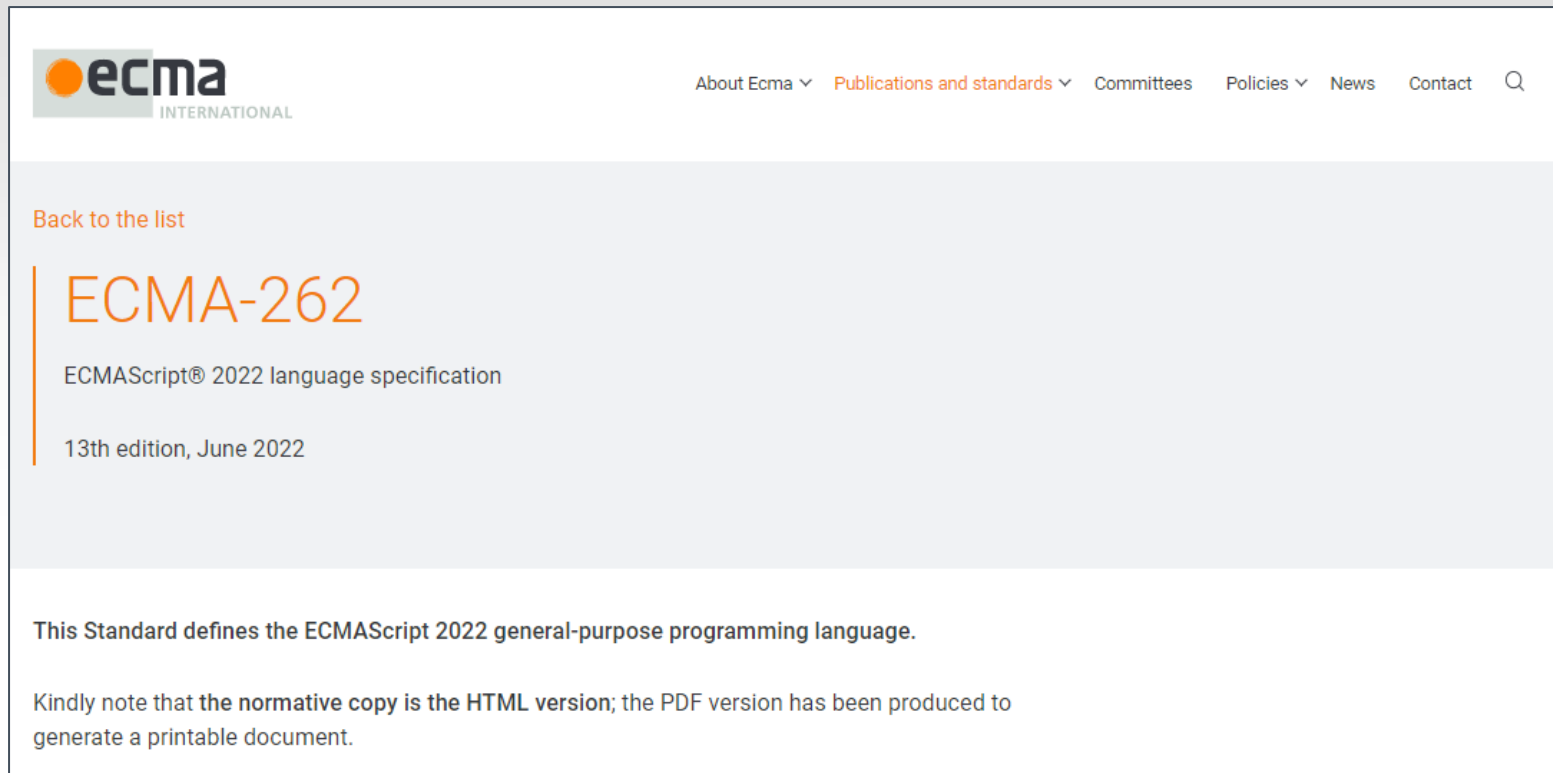 ecma
INTERNATIONAL
About Ecma Publications and standards Committees Policies News Contact
Back to the list
ECMA-262
ECMAScript® 2022 language specification
13th edition, June 2022
This Standard defines the ECMAScript 2022 general-purpose programming language.
Kindly note that the normative copy is the HTML version; the PDF version has been produced to
generate a printable document.